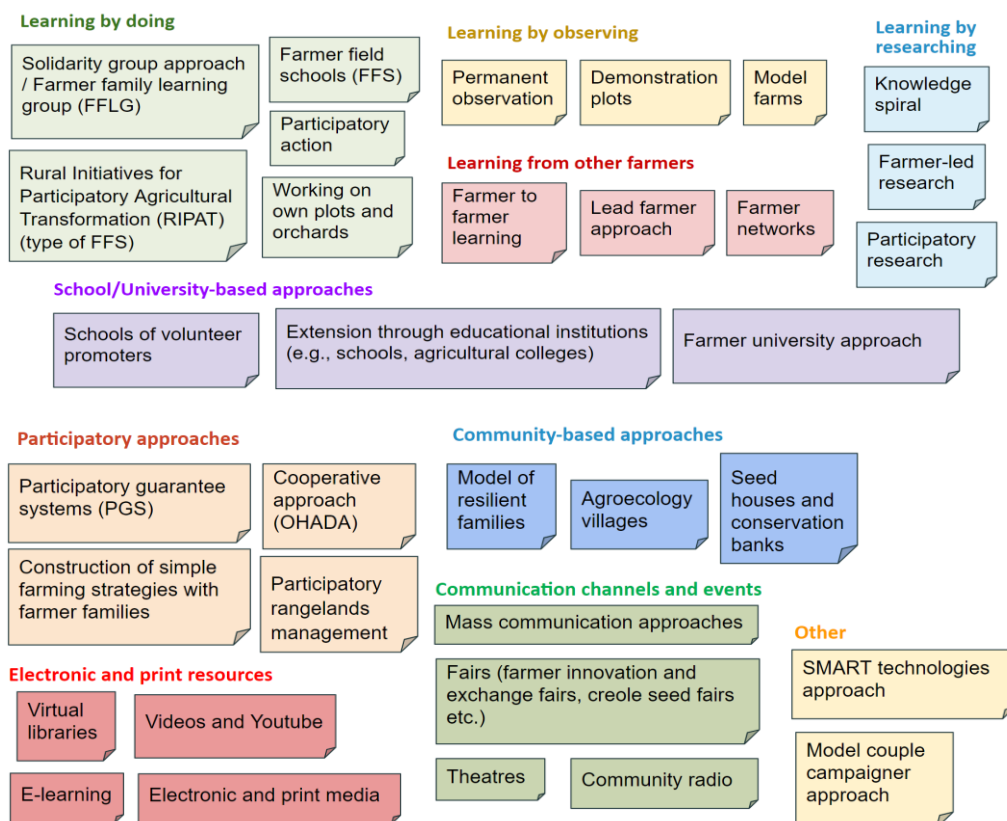 Learning by doing
Solidarity group approach
/ Farmer family learning
group (FFLG)
Farmer field
schools (FFS)
Participatory
action
Rural Initiatives for
Participatory Agricultural
Transformation (RIPAT)
(type of FFS)
Working on
own plots and
orchards
Learning by observing
Permanent
observation
Demonstration
plots
Model
farms
Learning from other farmers
Farmer to
farmer
learning
Lead farmer
approach
Farmer
networks
Learning by
researching
Knowledge
spiral
Farmer-led
research
Participatory
research
School/University-based approaches
Schools of volunteer
promoters
Extension through educational institutions
(e.g., schools, agricultural colleges)
Farmer university approach
Participatory approaches
Participatory guarantee
systems (PGS)
Cooperative
approach
(OHADA)
Construction of simple
farming strategies with
farmer families
Participatory
rangelands
management
Community-based approaches
Model of
resilient
families
Agroecology
villages
Seed
houses and
conservation
banks
Electronic and print resources
Virtual
libraries
Videos and Youtube
E-learning
Electronic and print media
Communication channels and events
Mass communication approaches
Fairs (farmer innovation and
exchange fairs, creole seed fairs
etc.)
Theatres
Community radio
Other
SMART technologies
approach
Model couple
campaigner
approach